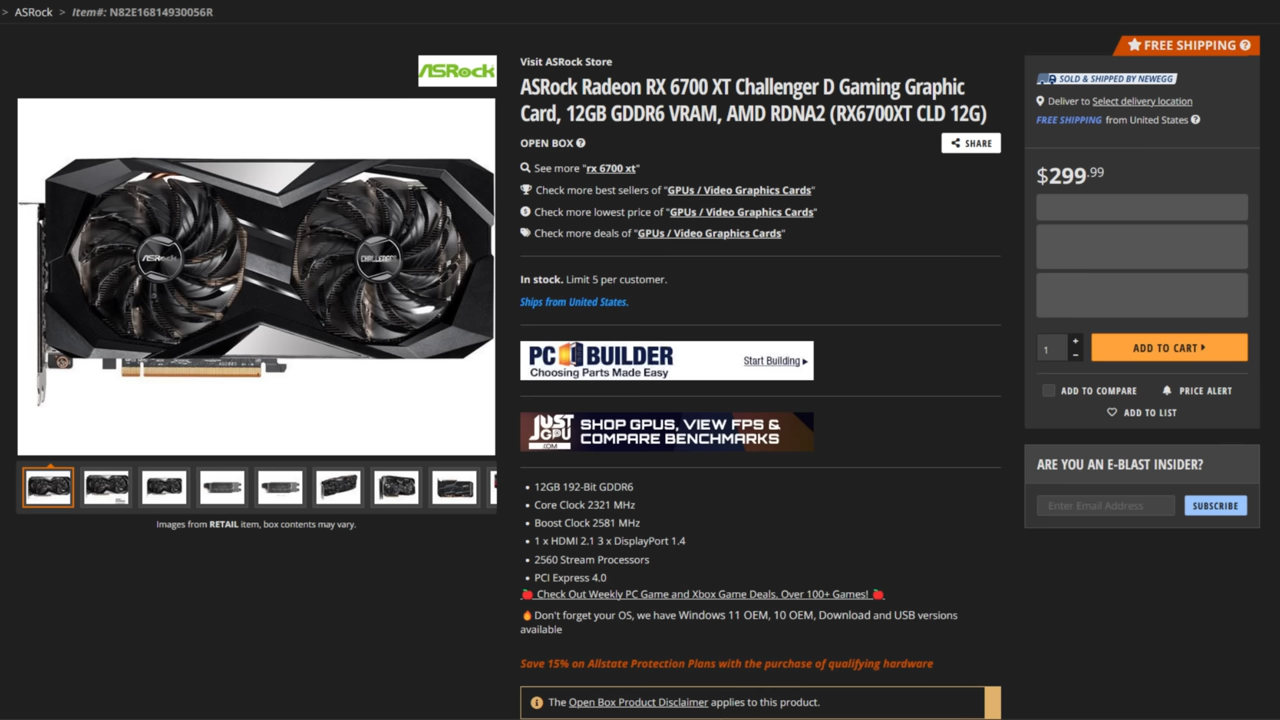 > ASRock > Item#: N82E16814930056R
FREE SHIPPING
ASRock
Visit ASRock Store
ASRock Radeon RX 6700 XT Challenger D Gaming Graphic
Card, 12GB GDDR6 VRAM, AMD RDNA2 (RX6700XT CLD 12G)
OPEN BOX
SHARE
See more "rx 6700 xt"
Check more best sellers of "GPUs / Video Graphics Cards"
Check more lowest price of "GPUs / Video Graphics Cards"
Check more deals of "GPUs / Video Graphics Cards"
In stock. Limit 5 per customer.
Ships from United States.
PC BUILDER
Choosing Parts Made Easy
Start Building
JUST
GPU
.COM
SHOP GPUS, VIEW FPS &
COMPARE BENCHMARKS
12GB 192-Bit GDDR6
Core Clock 2321 MHz
Boost Clock 2581 MHz
1 x HDMI 2.1 3 x DisplayPort 1.4
2560 Stream Processors
PCI Express 4.0
Check Out Weekly PC Game and Xbox Game Deals, Over 100+ Games!
Don't forget your OS, we have Windows 11 OEM, 10 OEM, Download and USB versions
available
Save 15% on Allstate Protection Plans with the purchase of qualifying hardware
The Open Box Product Disclaimer applies to this product.
ASRock
CHALLENGER
Images from RETAIL item, box contents may vary.
SOLD & SHIPPED BY NEWEGG
Deliver to Select delivery location
FREE SHIPPING from United States
$299.99
1
+
−
ADD TO CART
ADD TO COMPARE
PRICE ALERT
ADD TO LIST
ARE YOU AN E-BLAST INSIDER?
Enter Email Address
SUBSCRIBE